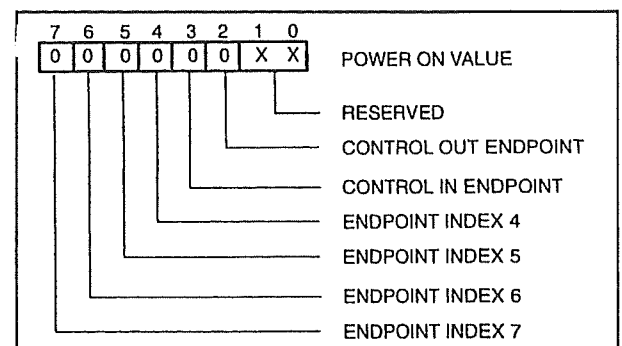 7 6 5 4 3 2 1 0
0 0 0 0 0 0 X X POWER ON VALUE
RESERVED
CONTROL OUT ENDPOINT
CONTROL IN ENDPOINT
ENDPOINT INDEX 4
ENDPOINT INDEX 5
ENDPOINT INDEX 6
ENDPOINT INDEX 7